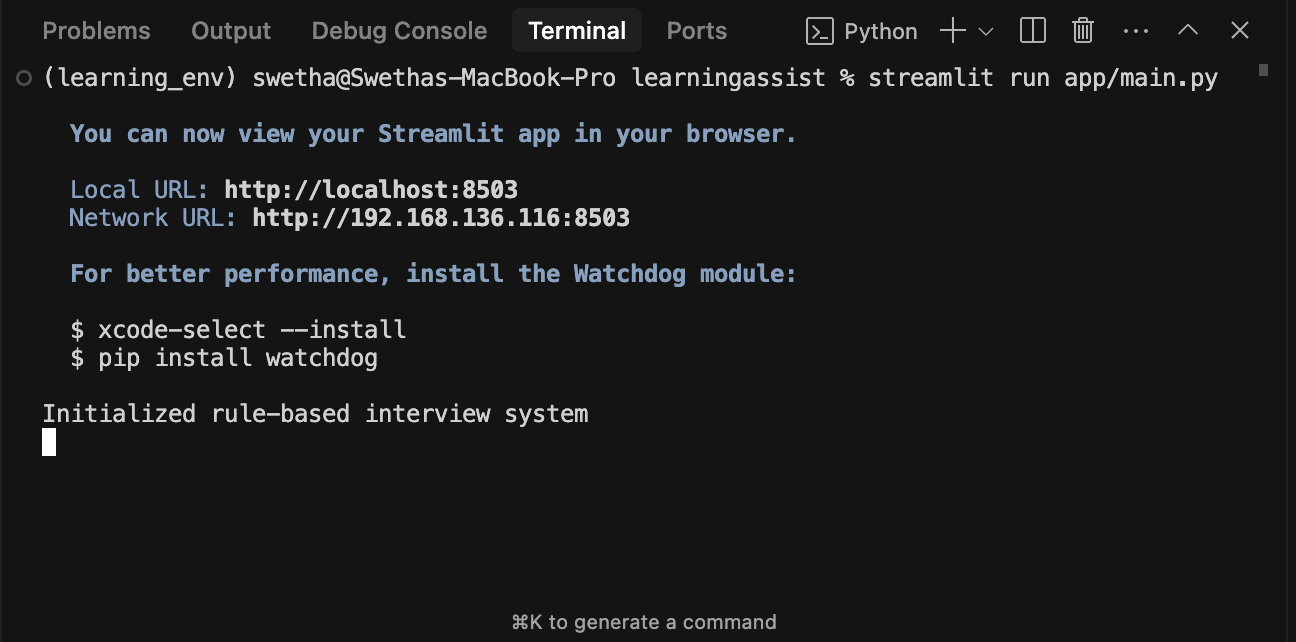 Problems Output Debug Console Terminal Ports Python
(learning_env) swetha@Swethas-MacBook-Pro learningassist % streamlit run app/main.py
You can now view your Streamlit app in your browser.
Local URL: http://localhost:8503
Network URL: http://192.168.136.116:8503
For better performance, install the Watchdog module:
$ xcode-select --install
$ pip install watchdog
Initialized rule-based interview system
⌘K to generate a command